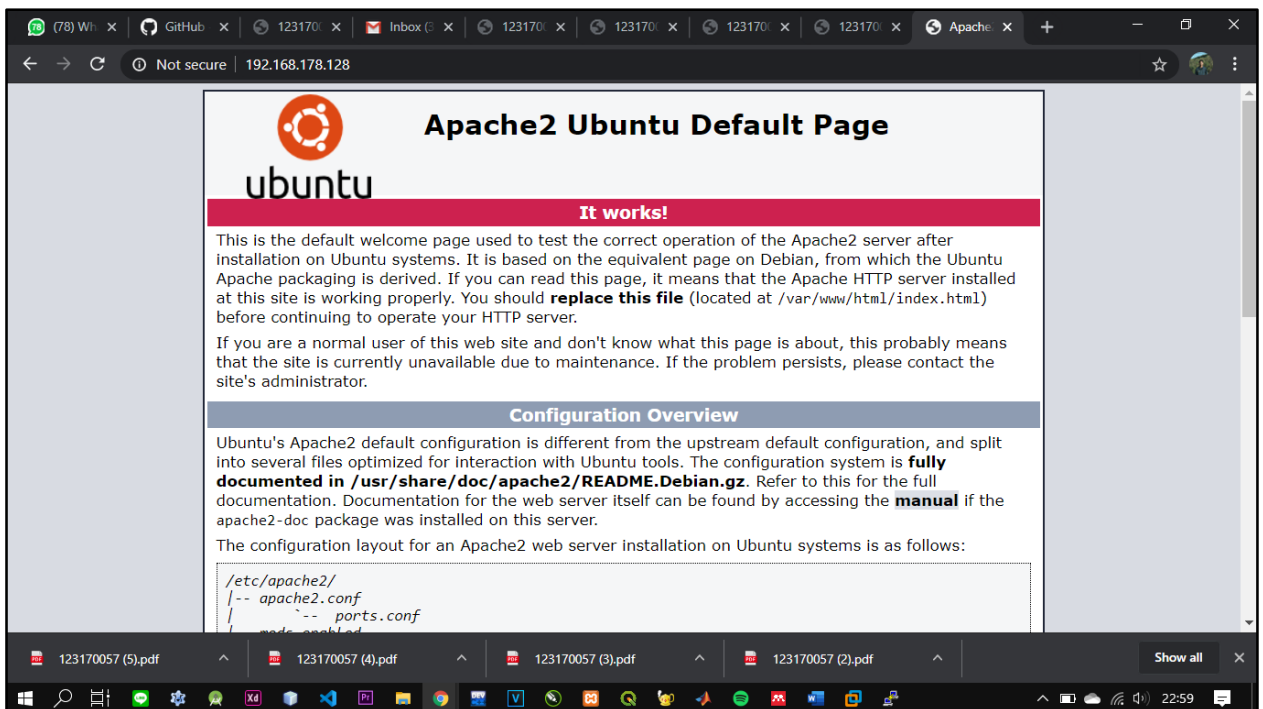 (78) Wh
GitHub
123170
Inbox (3
123170
123170
123170
123170
Apache
Not secure | 192.168.178.128
ubuntu
Apache2 Ubuntu Default Page
It works!
This is the default welcome page used to test the correct operation of the Apache2 server after
installation on Ubuntu systems. It is based on the equivalent page on Debian, from which the Ubuntu
Apache packaging is derived. If you can read this page, it means that the Apache HTTP server installed
at this site is working properly. You should replace this file (located at /var/www/html/index.html)
before continuing to operate your HTTP server.
If you are a normal user of this web site and don't know what this page is about, this probably means
that the site is currently unavailable due to maintenance. If the problem persists, please contact the
site's administrator.
Configuration Overview
Ubuntu's Apache2 default configuration is different from the upstream default configuration, and split
into several files optimized for interaction with Ubuntu tools. The configuration system is fully
documented in /usr/share/doc/apache2/README.Debian.gz. Refer to this for the full
documentation. Documentation for the web server itself can be found by accessing the manual if the
apache2-doc package was installed on this server.
The configuration layout for an Apache2 web server installation on Ubuntu systems is as follows:
/etc/apache2/
|-- apache2.conf
|       `--  ports.conf
|-- mods-enabled
123170057 (5).pdf
123170057 (4).pdf
123170057 (3).pdf
123170057 (2).pdf
Show all
22:59